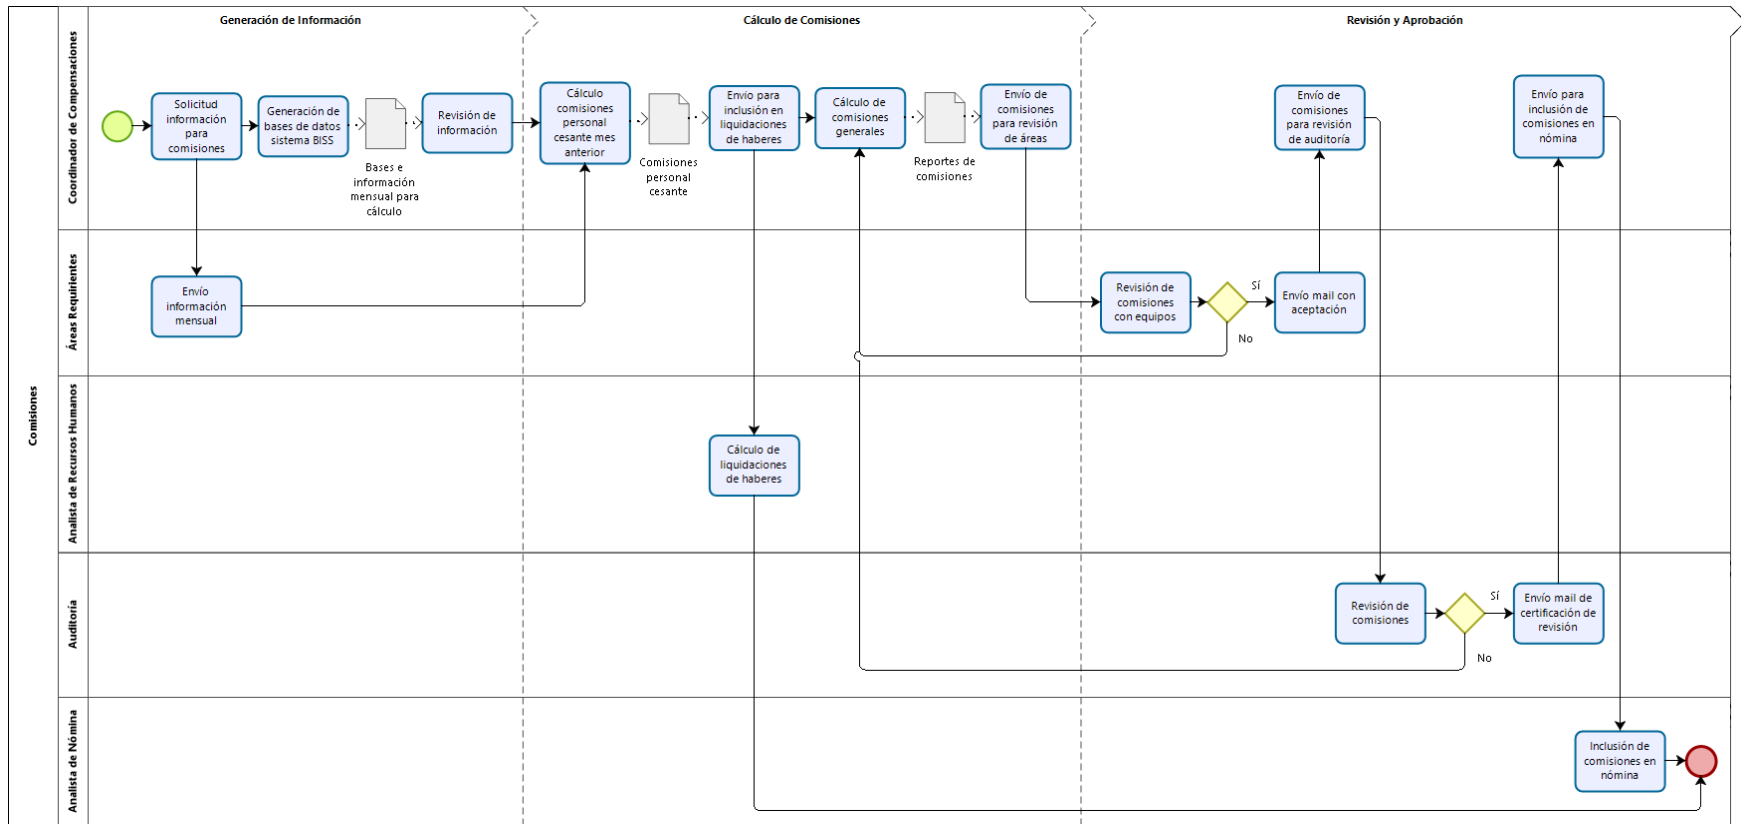 Generación de Información
Cálculo de Comisiones
Revisión y Aprobación
Comisiones
Coordinador de Compensaciones
Solicitud
información
para
comisiones
Generación de
bases de datos
sistema BISS
Bases e
información
mensual para
cálculo
Revisión de
información
Cálculo
comisiones
personal
cesante mes
anterior
Comisiones
personal
cesante
Envío para
inclusión en
liquidaciones
de haberes
Cálculo de
comisiones
generales
Reportes de
comisiones
Envío de
comisiones
para revisión
de áreas
Envío de
comisiones
para revisión
de auditoría
Envío para
inclusión de
comisiones en
nómina
Áreas Requirientes
Envío
información
mensual
Revisión de
comisiones
con equipos
Sí
No
Envío mail con
aceptación
Analista de Recursos Humanos
Cálculo de
liquidaciones
de haberes
Auditoría
Revisión de
comisiones
Sí
No
Envío mail de
certificación de
revisión
Analista de Nómina
Inclusión de
comisiones en
nómina